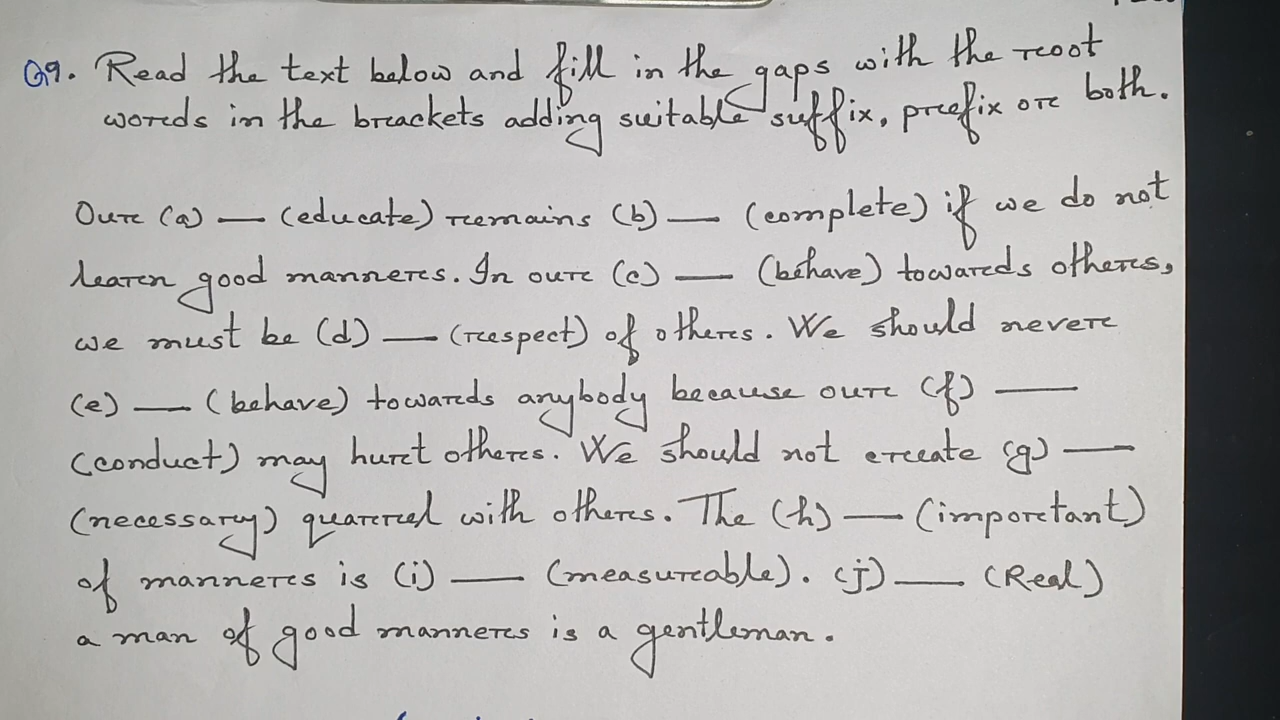 Q9. Read the text below and fill in the gaps with the root
words in the brackets adding suitable suffix, prefix or both.
Our (a) — (educate) remains (b) — (complete) if we do not
learn good manners. In our (c) — (behave) towards others,
we must be (d) — (respect) of others. We should never
(e) — (behave) towards anybody because our (f) —
(conduct) may hurt others. We should not create (g) —
(necessary) quarrel with others. The (h) — (important)
of manners is (i) — (measureable). (j) — (Real)
a man of good manners is a gentleman.